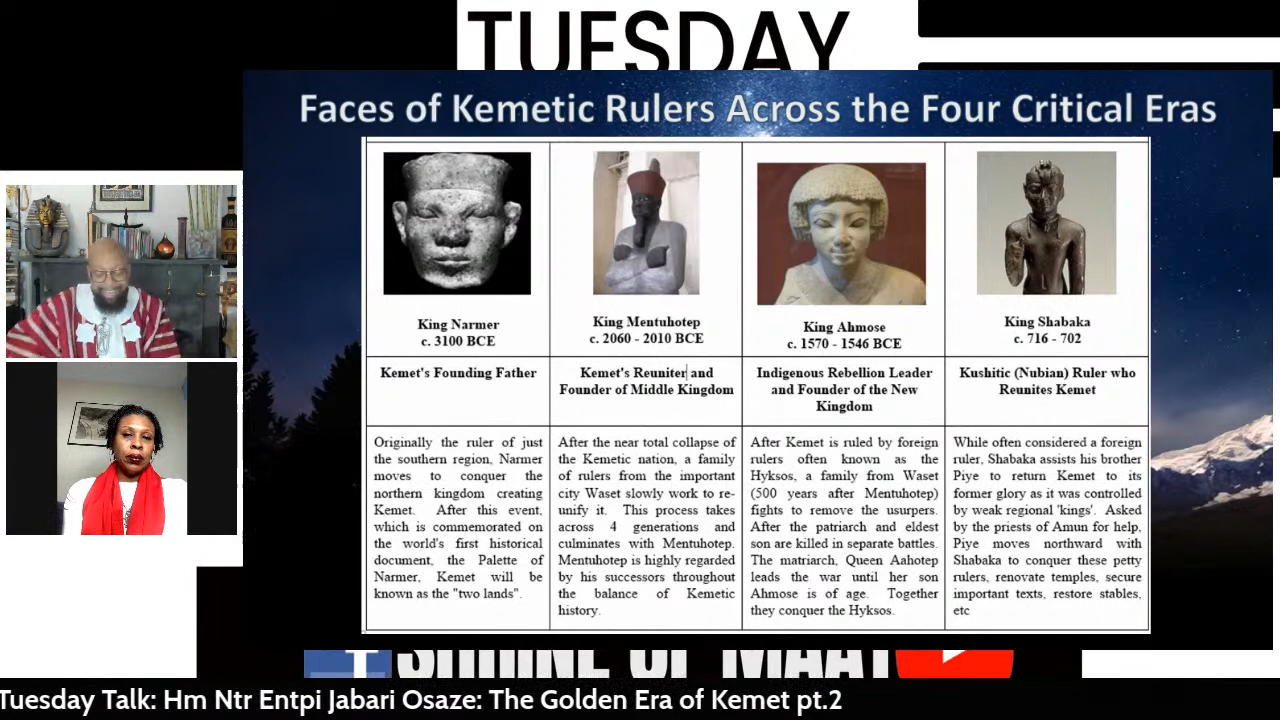 TUESDAY
Faces of Kemetic Rulers Across the Four Critical Eras
King Narmer
c. 3100 BCE
King Mentuhotep
c. 2060 - 2010 BCE
King Ahmose
c. 1570 - 1546 BCE
King Shabaka
c. 716 - 702
Kemet's Founding Father
Kemet's Reuniter and
Founder of Middle Kingdom
Indigenous Rebellion Leader
and Founder of the New
Kingdom
Kushitic (Nubian) Ruler who
Reunites Kemet
Originally the ruler of just
the southern region, Narmer
moves to conquer the
northern kingdom creating
Kemet. After this event,
which is commemorated on
the world's first historical
document, the Palette of
Narmer, Kemet will be
known as the "two lands".
After the near total collapse of
the Kemetic nation, a family
of rulers from the important
city Waset slowly work to re-
unify it. This process takes
across 4 generations and
culminates with Mentuhotep.
Mentuhotep is highly regarded
by his successors throughout
the balance of Kemetic
history.
After Kemet is ruled by foreign
rulers often known as the
Hyksos, a family from Waset
(500 years after Mentuhotep)
fights to remove the usurpers.
After the patriarch and eldest
son are killed in separate battles.
The matriarch, Queen Aahotep
leads the war until her son
Ahmose is of age. Together
they conquer the Hyksos.
While often considered a foreign
ruler, Shabaka assists his brother
Piye to return Kemet to its
former glory as it was controlled
by weak regional 'kings'. Asked
by the priests of Amun for help,
Piye moves northward with
Shabaka to conquer these petty
rulers, renovate temples, secure
important texts, restore stables,
etc
SHRINE OF MAAT
Tuesday Talk: Hm Ntr Entpi Jabari Osaze: The Golden Era of Kemet pt.2